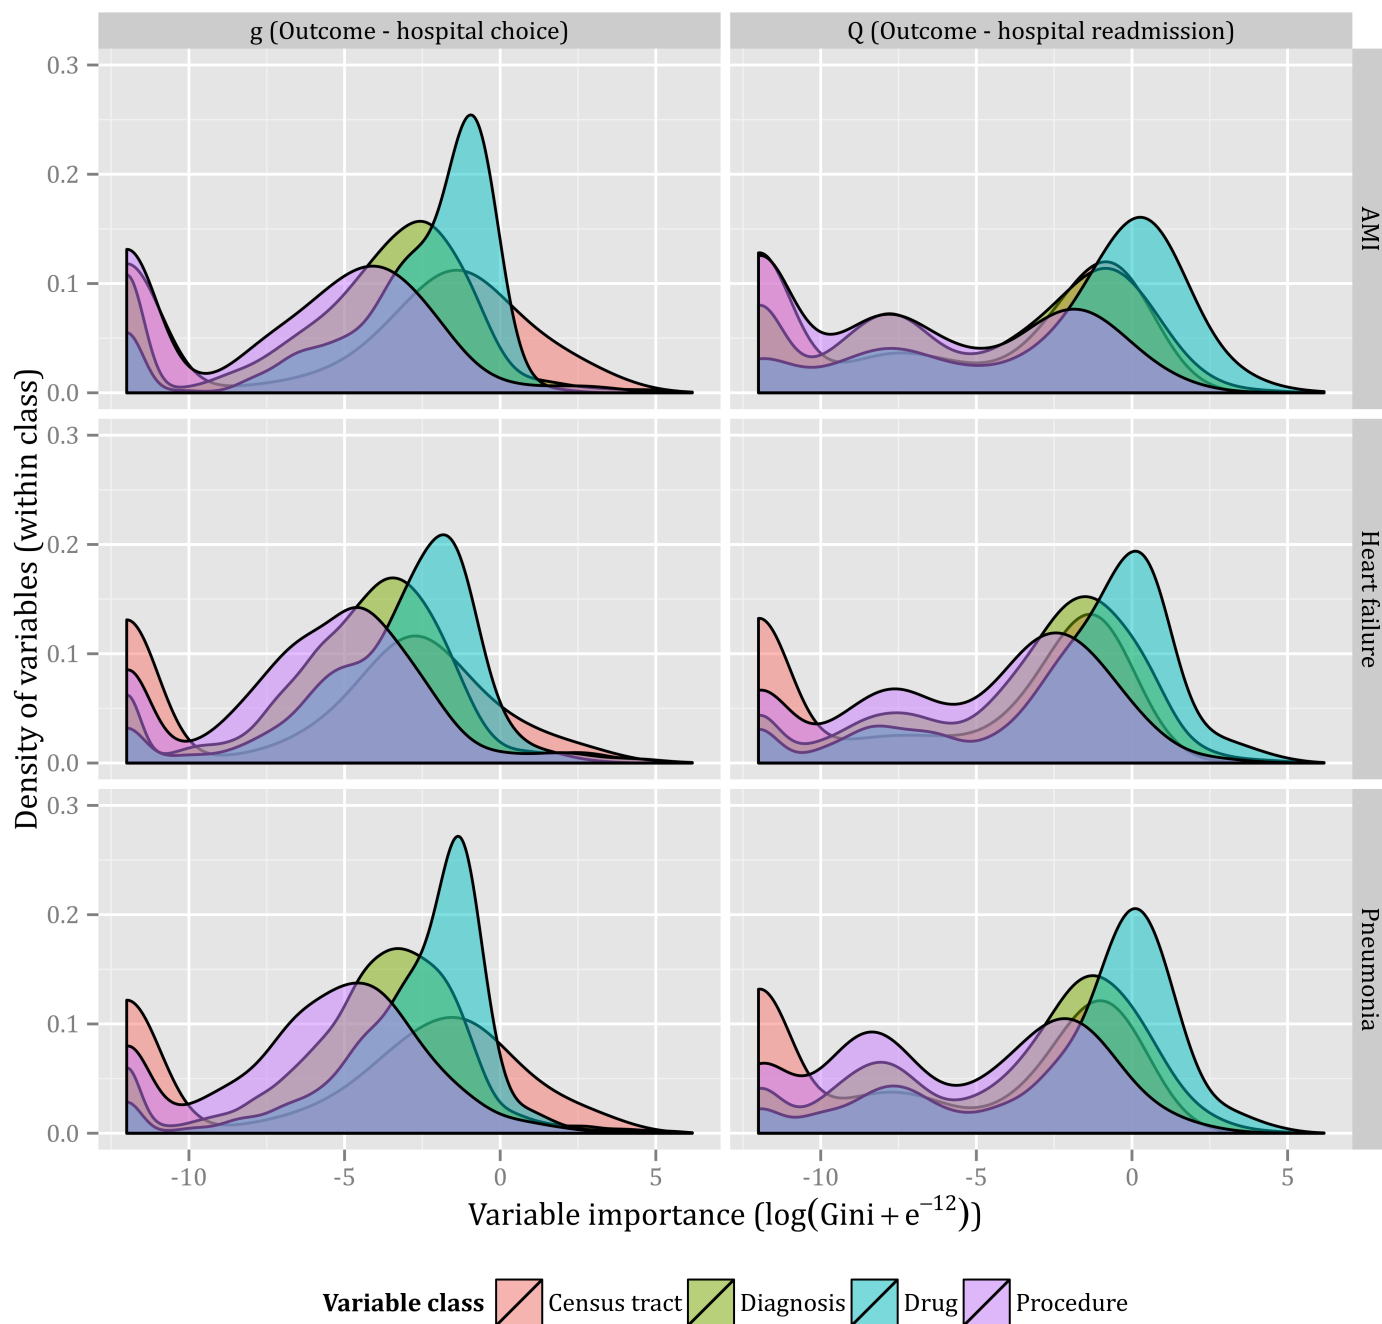 g (Outcome - hospital choice)
Q (Outcome - hospital readmission)
0.3
0.2
0.1
0.0
AMI
0.3
0.2
0.1
0.0
Heart failure
0.3
0.2
0.1
0.0
Pneumonia
Density of variables (within class)
-10
-5
0
5
-10
-5
0
5
Variable importance (log(Gini + e⁻¹²))
Variable class Census tract Diagnosis Drug Procedure